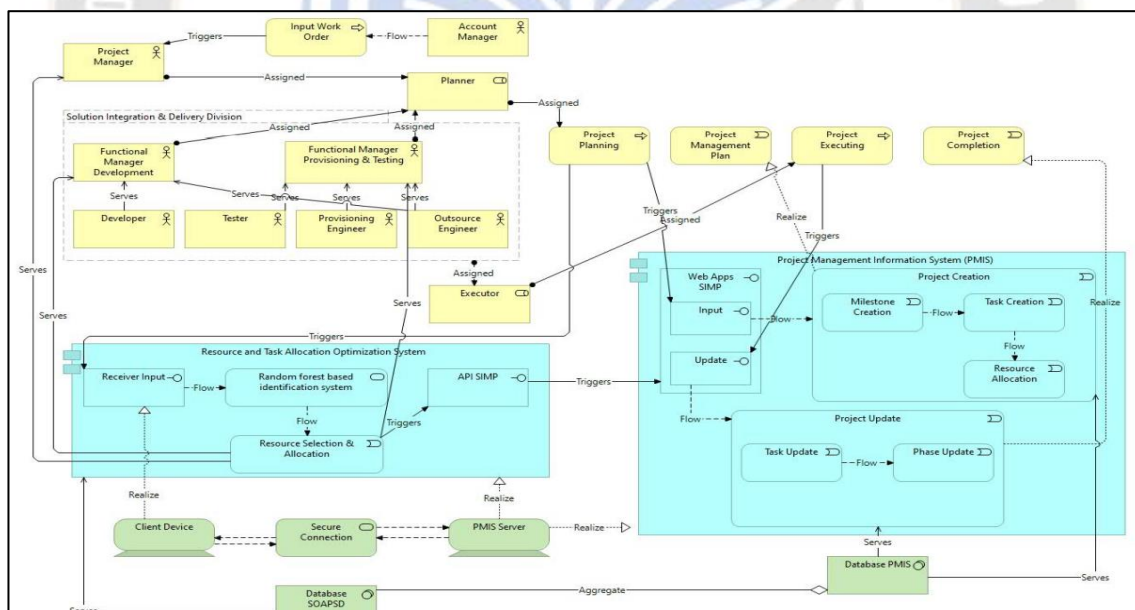 Input Work
Order
Account
Manager
Triggers
Flow
Project
Manager
Assigned
Planner
Assigned
Solution Integration & Delivery Division
Assigned
Assigned
Functional
Manager
Development
Functional Manager
Provisioning & Testing
Project
Planning
Project
Management
Plan
Project
Executing
Project
Completion
Serves
Serves
Serves
Serves
Serves
Developer
Tester
Provisioning
Engineer
Outsource
Engineer
Triggers
Assigned
Realize
Triggers
Assigned
Executor
Serves
Serves
Serves
Triggers
Project Management Information System (PMIS)
Web Apps
SIMP
Input
Update
Flow
Project Creation
Milestone
Creation
Flow
Task Creation
Flow
Resource
Allocation
Realize
Resource and Task Allocation Optimization System
Receiver Input
Flow
Random forest based
identification system
API SIMP
Triggers
Flow
Triggers
Resource Selection &
Allocation
Flow
Project Update
Task Update
Flow
Phase Update
Realize
Realize
Client Device
Secure
Connection
PMIS Server
Realize
Serves
Database PMIS
Serves
Database
SOAPSD
Aggregate
Serves